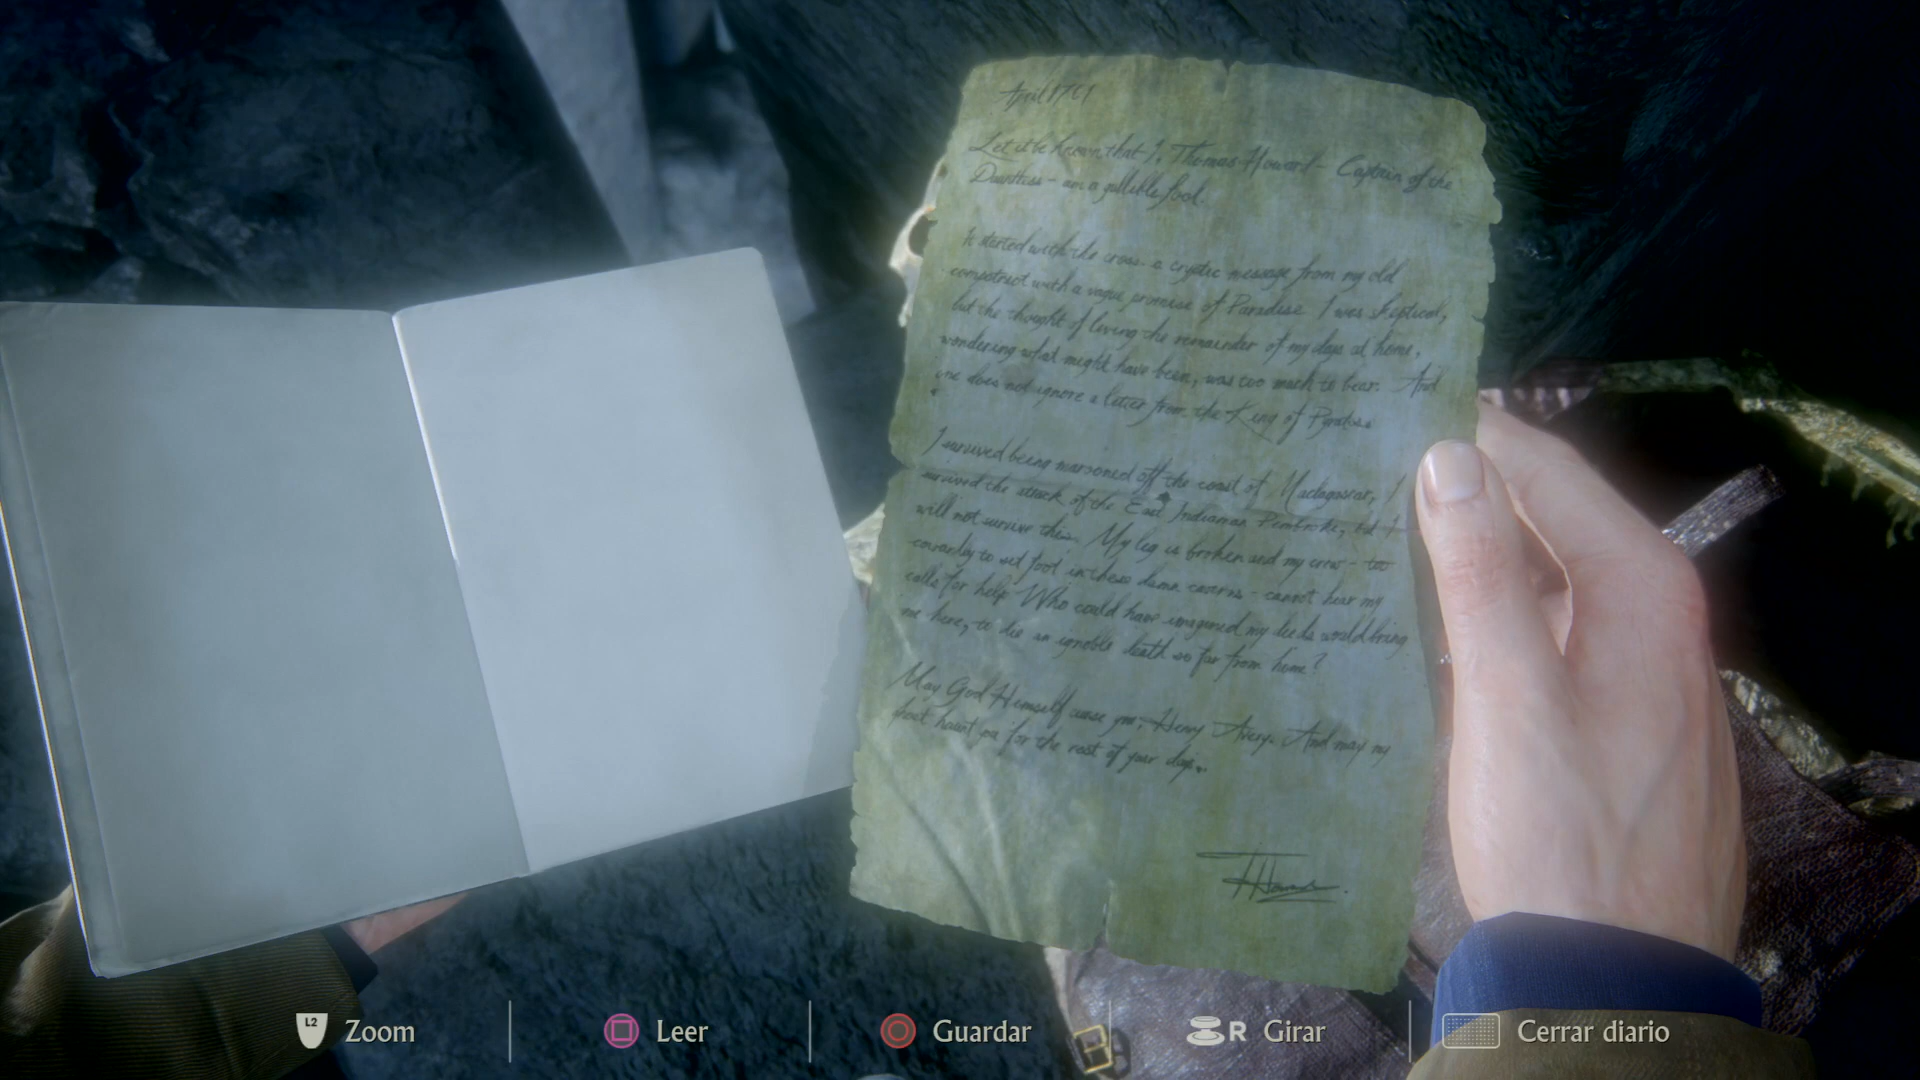 April 1701
Let it be known, that I, Thomas Howard - Captain of the
Dauntless - am a gullible fool.
It started with the cross - a cryptic message from my old
compatriot with a vague promise of Paradise. I was skeptical,
but the thought of living the remainder of my days at home,
wondering what might have been, was too much to bear. And
one does not ignore a letter from the King of Pirates.
I survived being marooned off the coast of Madagascar, I
survived the attack of the East Indiaman Pembroke, but I
will not survive this. My leg is broken and my crew - too
cowardly to set foot in these damn caverns - cannot hear my
calls for help. Who could have imagined my deeds would bring
me here, to die an ignoble death so far from home?
May God Himself curse you, Henry Avery. And may my
ghost haunt you for the rest of your days.
THoward.
L2 Zoom
Leer
Guardar
R Girar
Cerrar diario